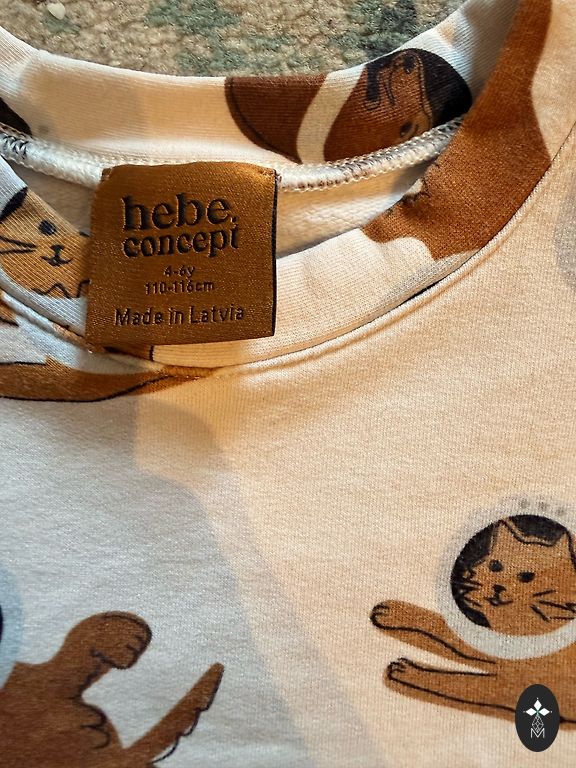 hebe.
concept
4-6y
110-116cm
Made in Latvia
M